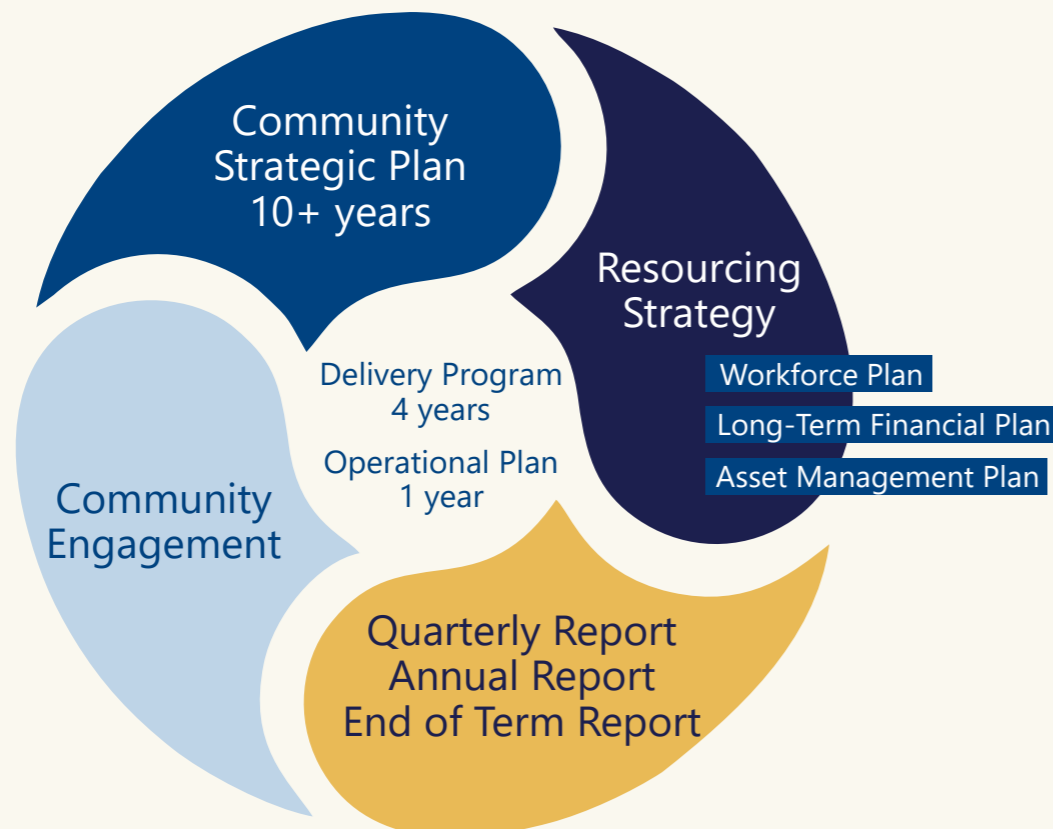 Community
Strategic Plan
10+ years
Resourcing
Strategy
Workforce Plan
Long-Term Financial Plan
Asset Management Plan
Delivery Program
4 years
Operational Plan
1 year
Community
Engagement
Quarterly Report
Annual Report
End of Term Report